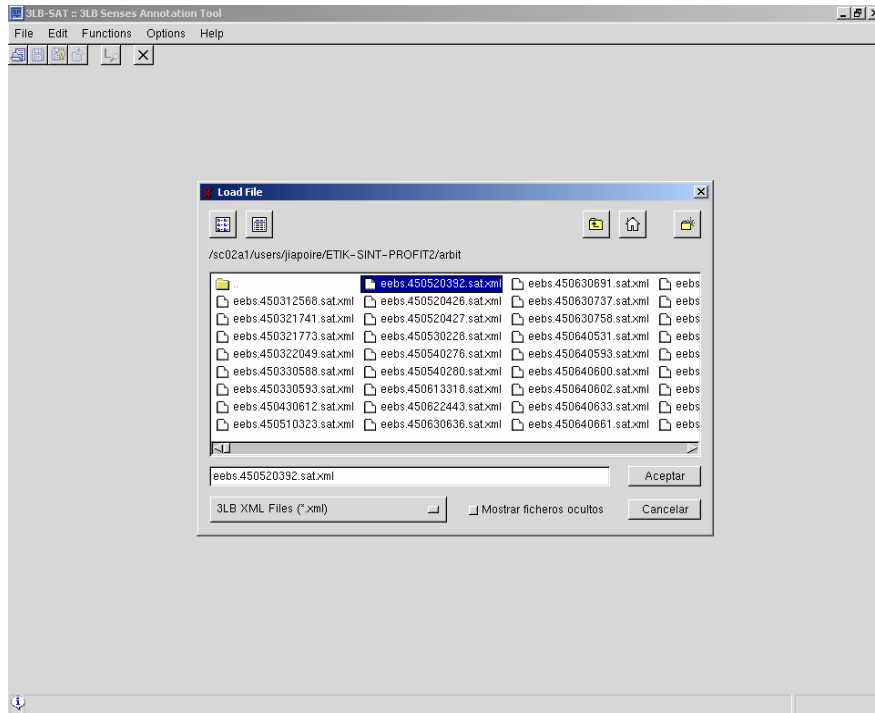 3LB-SAT :: 3LB Senses Annotation Tool
File Edit Functions Options Help
Load File
/sc02a1/users/jiapoire/ETIK-SINT-PROFIT2/arbit
.. eebs.450520392.sat.xml eebs.450630691.sat.xml eebs
eebs.450312568.sat.xml eebs.450520426.sat.xml eebs.450630737.sat.xml eebs
eebs.450321741.sat.xml eebs.450520427.sat.xml eebs.450630758.sat.xml eebs
eebs.450321773.sat.xml eebs.450530228.sat.xml eebs.450640531.sat.xml eebs
eebs.450322049.sat.xml eebs.450540276.sat.xml eebs.450640593.sat.xml eebs
eebs.450330588.sat.xml eebs.450540280.sat.xml eebs.450640600.sat.xml eebs
eebs.450330593.sat.xml eebs.450613318.sat.xml eebs.450640602.sat.xml eebs
eebs.450430612.sat.xml eebs.450622443.sat.xml eebs.450640633.sat.xml eebs
eebs.450510323.sat.xml eebs.450630636.sat.xml eebs.450640661.sat.xml eebs
eebs.450520392.sat.xml Aceptar
3LB XML Files (*.xml) Mostrar ficheros ocultos Cancelar